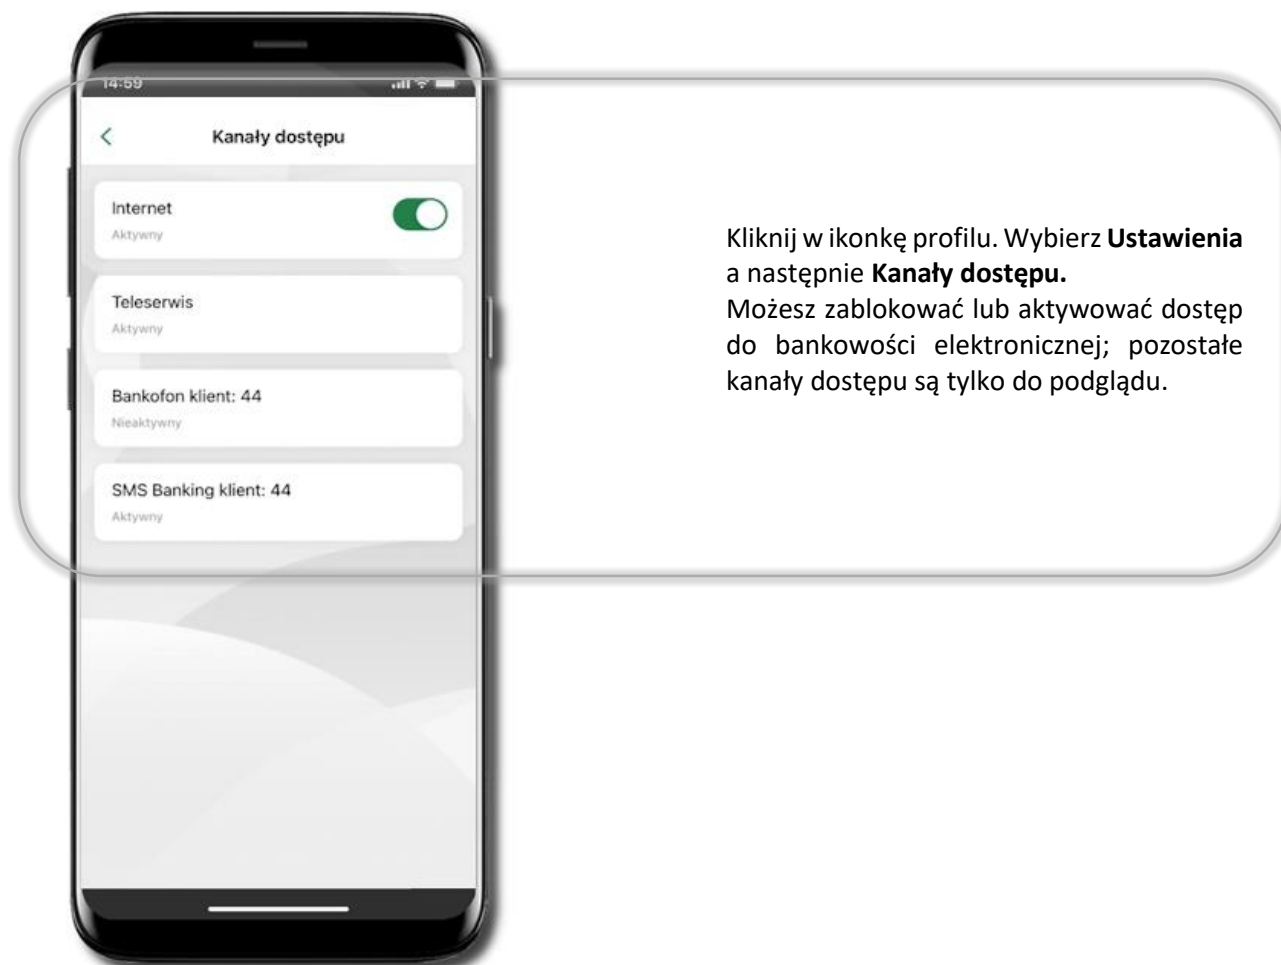 14:59
Kanały dostępu
Internet
Aktywny
Teleserwis
Aktywny
Bankofon klient: 44
Nieaktywny
SMS Banking klient: 44
Aktywny
Kliknij w ikonkę profilu. Wybierz Ustawienia
a następnie Kanały dostępu.
Możesz zablokować lub aktywować dostęp
do bankowości elektronicznej; pozostałe
kanały dostępu są tylko do podglądu.